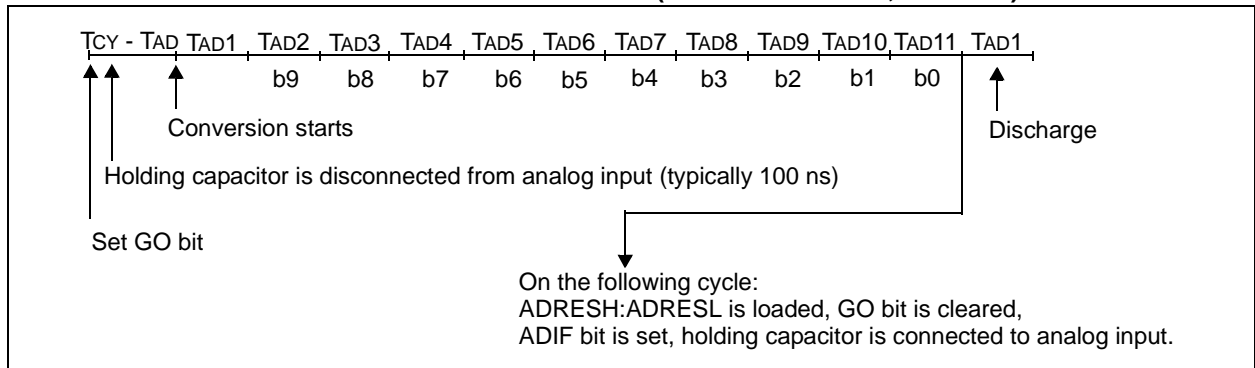 TCY - TAD TAD1 TAD2 TAD3 TAD4 TAD5 TAD6 TAD7 TAD8 TAD9 TAD10 TAD11 TAD1
b9 b8 b7 b6 b5 b4 b3 b2 b1 b0
Conversion starts
Discharge
Holding capacitor is disconnected from analog input (typically 100 ns)
Set GO bit
On the following cycle:
ADRESH:ADRESL is loaded, GO bit is cleared,
ADIF bit is set, holding capacitor is connected to analog input.